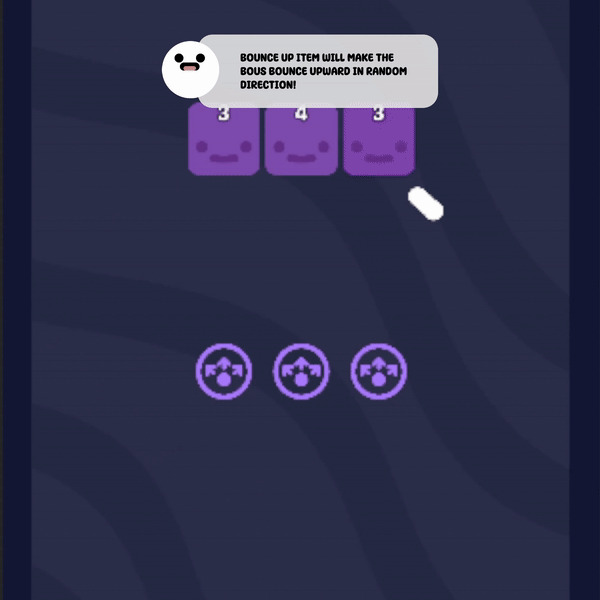 BOUNCE UP ITEM WILL MAKE THE
BOUS BOUNCE UPWARD IN RANDOM
DIRECTION!
3 4 3